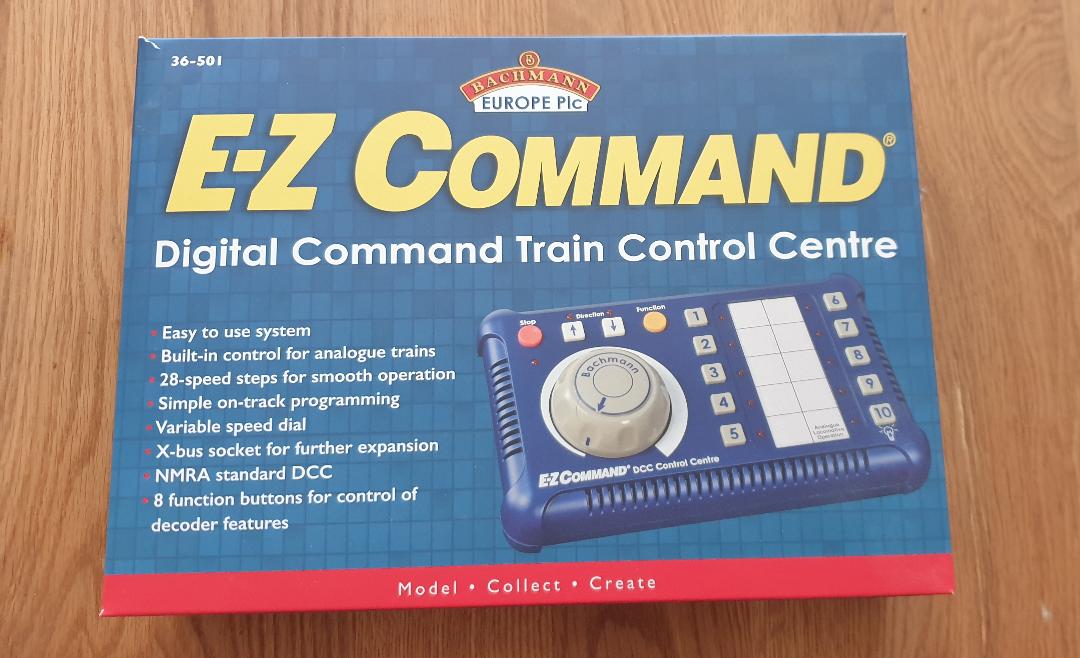 36-501
B
BACHMANN
EUROPE Plc
E-Z COMMAND®
Digital Command Train Control Centre
• Easy to use system
• Built-in control for analogue trains
• 28-speed steps for smooth operation
• Simple on-track programming
• Variable speed dial
• X-bus socket for further expansion
• NMRA standard DCC
• 8 function buttons for control of
decoder features
Stop
Direction
Function
↑ ↓
1
2
3
4
5
6
7
8
9
10
Bachmann
Analogue
Locomotive
Operation
E-Z COMMAND® DCC Control Centre
Model • Collect • Create